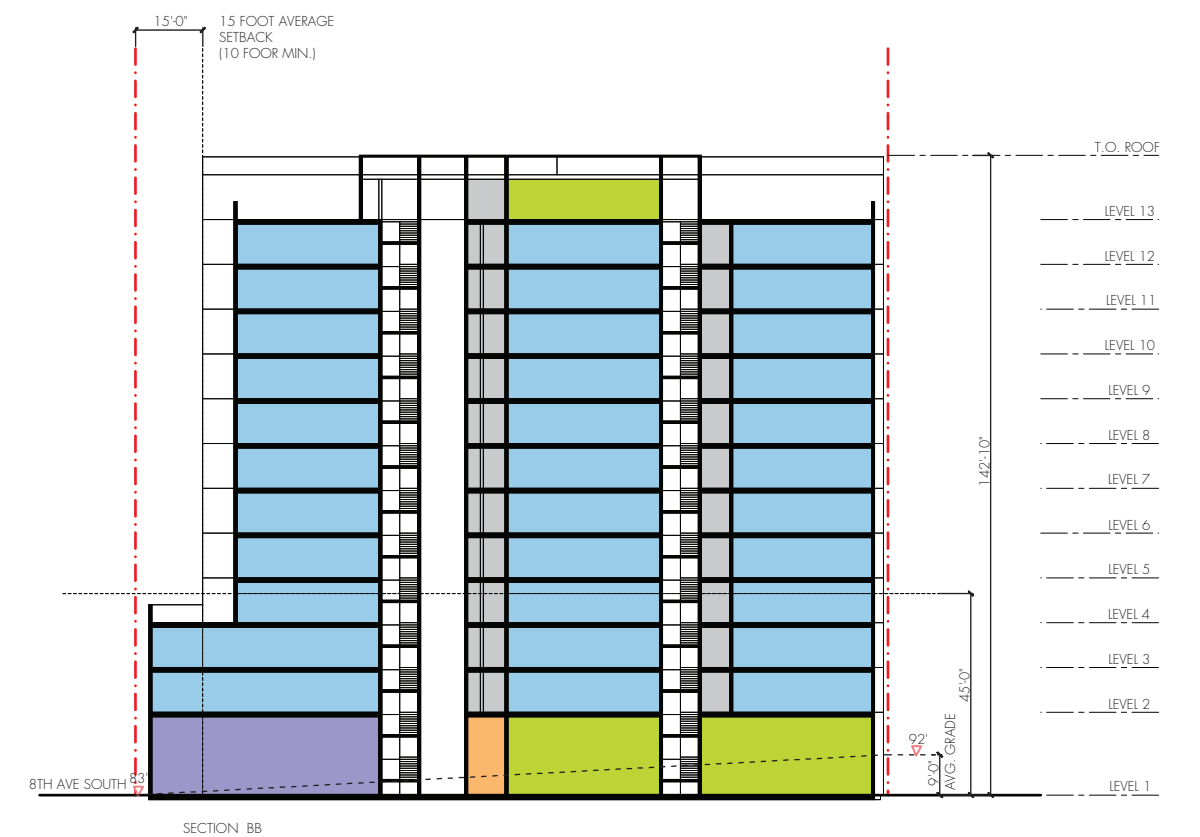 15'-0"
15 FOOT AVERAGE
SETBACK
(10 FOOR MIN.)
T.O. ROOF
LEVEL 13
LEVEL 12
LEVEL 11
LEVEL 10
LEVEL 9
LEVEL 8
142'-10"
LEVEL 7
LEVEL 6
LEVEL 5
LEVEL 4
LEVEL 3
45'-0"
LEVEL 2
92'
9'-0"
AVG. GRADE
8TH AVE SOUTH
83'
LEVEL 1
SECTION BB